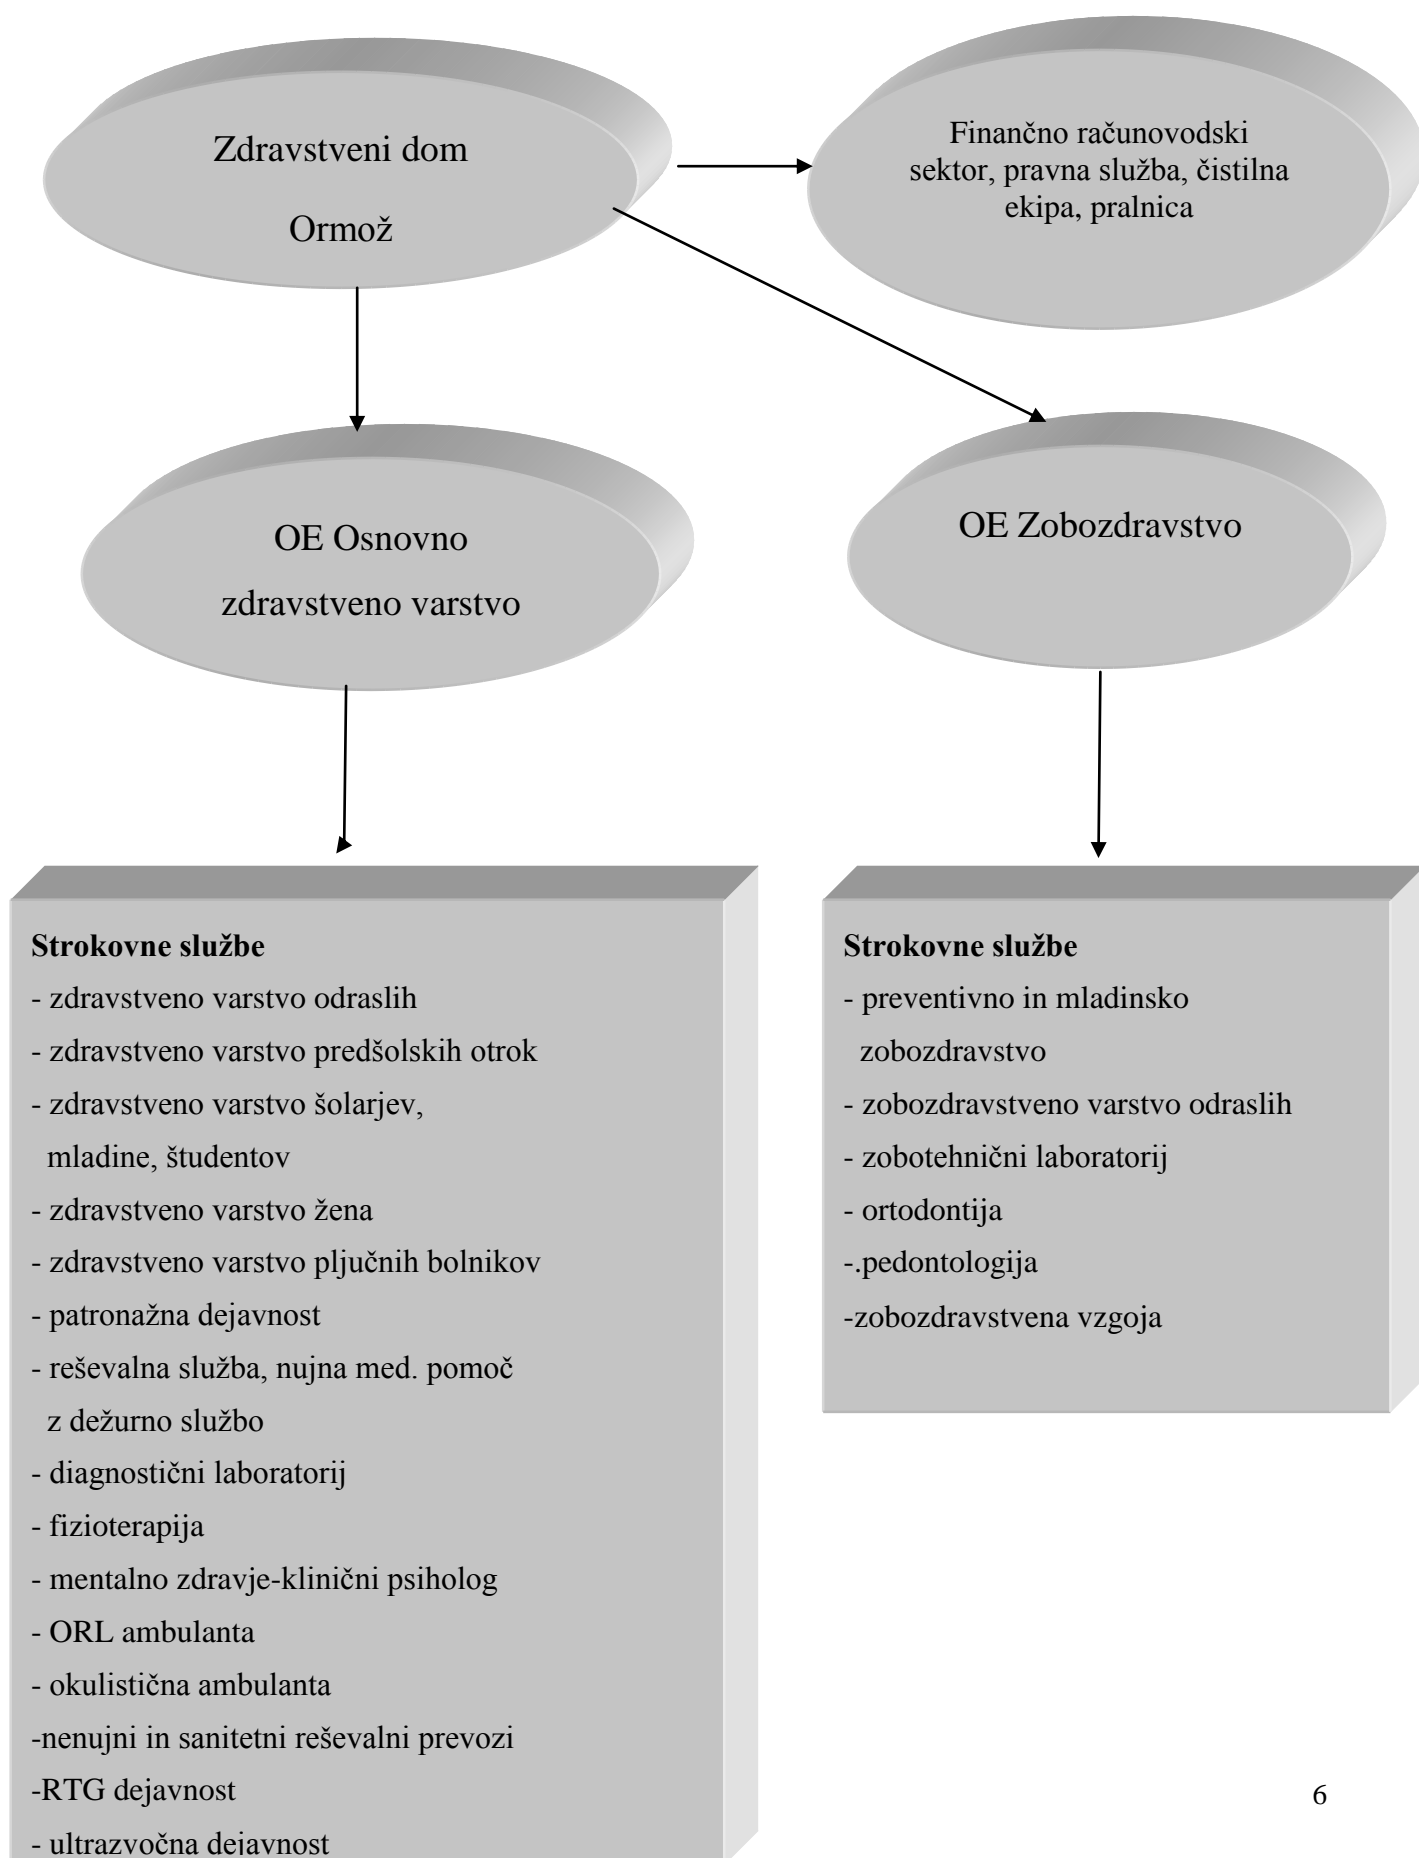 Zdravstveni dom
Ormož
Finančno računovodski
sektor, pravna služba, čistilna
ekipa, pralnica
OE Osnovno
zdravstveno varstvo
OE Zobozdravstvo
Strokovne službe
- zdravstveno varstvo odraslih
- zdravstveno varstvo predšolskih otrok
- zdravstveno varstvo šolarjev,
mladine, študentov
- zdravstveno varstvo žena
- zdravstveno varstvo pljučnih bolnikov
- patronažna dejavnost
- reševalna služba, nujna med. pomoč
z dežurno službo
- diagnostični laboratorij
- fizioterapija
- mentalno zdravje-klinični psiholog
- ORL ambulanta
- okulistična ambulanta
-nenujni in sanitetni reševalni prevozi
-RTG dejavnost
- ultrazvočna dejavnost
Strokovne službe
- preventivno in mladinsko
zobozdravstvo
- zobozdravstveno varstvo odraslih
- zobotehnični laboratorij
- ortodontija
-.pedontologija
-zobozdravstvena vzgoja
6